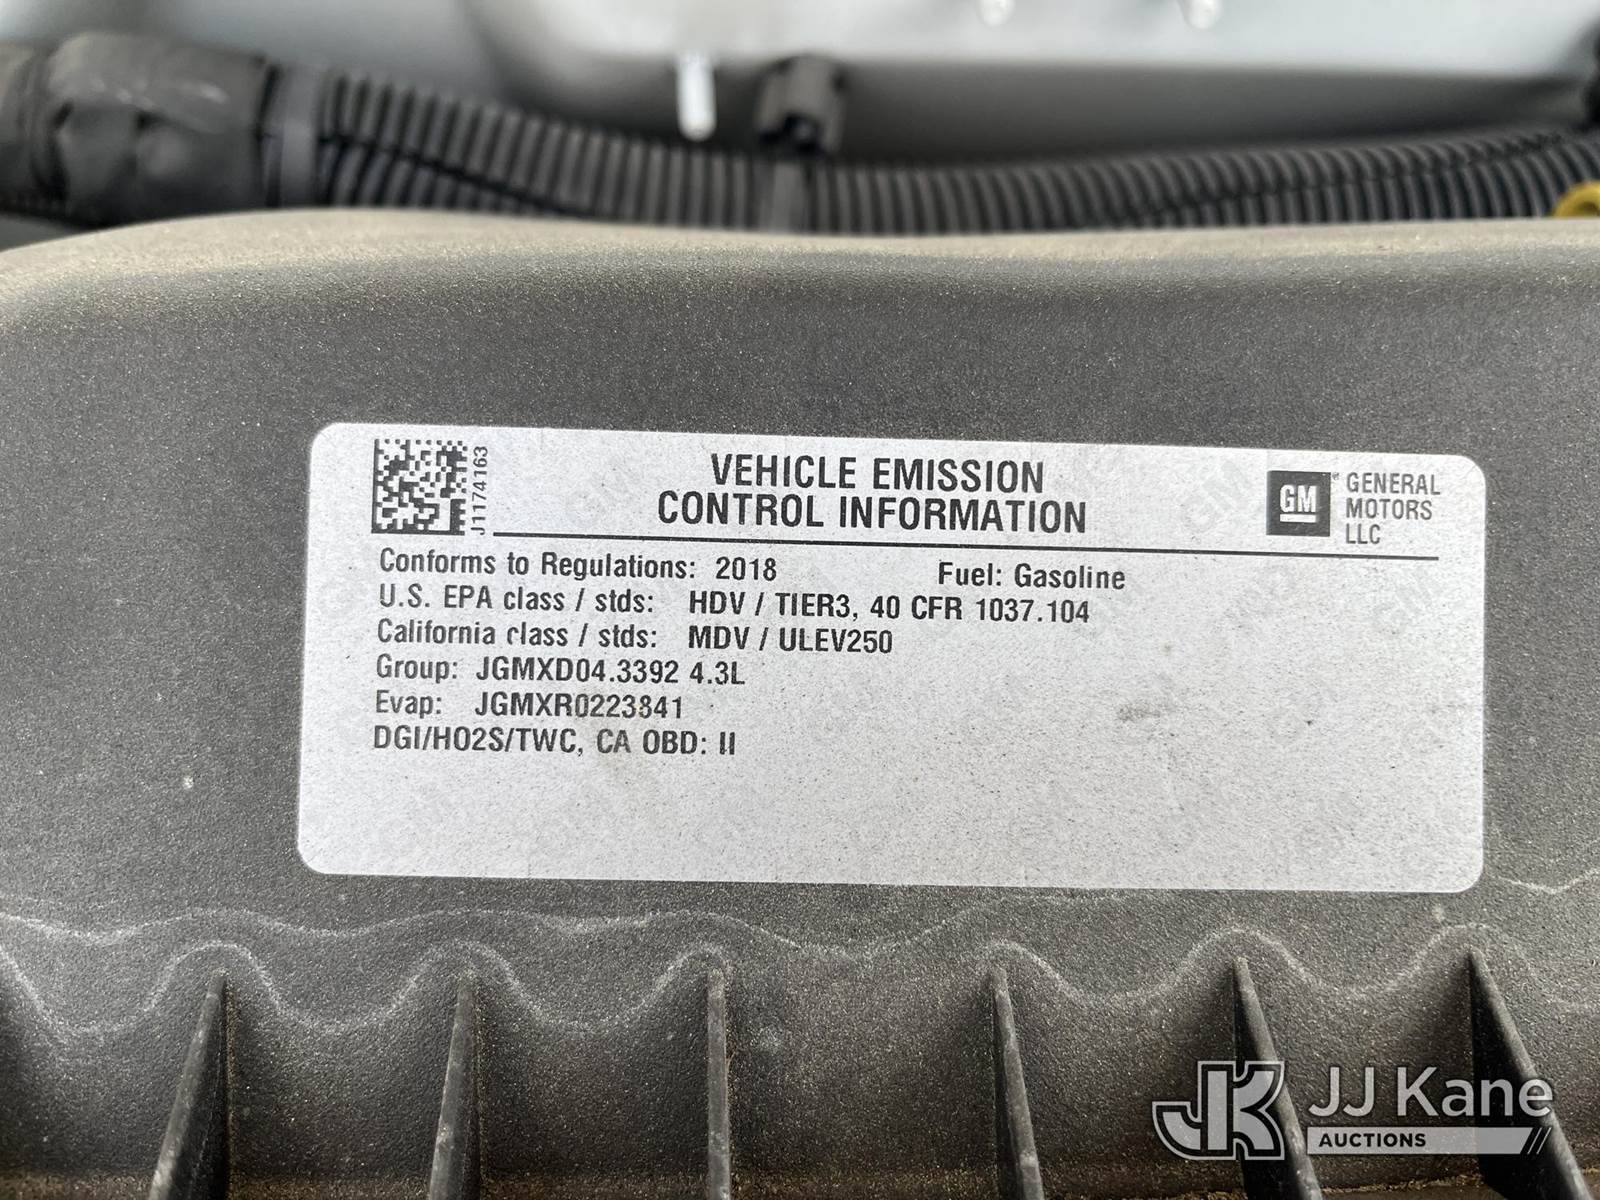 J1174163
VEHICLE EMISSION
CONTROL INFORMATION
GM
GENERAL
MOTORS
LLC
Conforms to Regulations: 2018 Fuel: Gasoline
U.S. EPA class / stds: HDV / TIER3, 40 CFR 1037.104
California class / stds: MDV / ULEV250
Group: JGMXD04.3392 4.3L
Evap: JGMXR0223841
DGI/HO2S/TWC, CA OBD: II
JK
JJ Kane
AUCTIONS